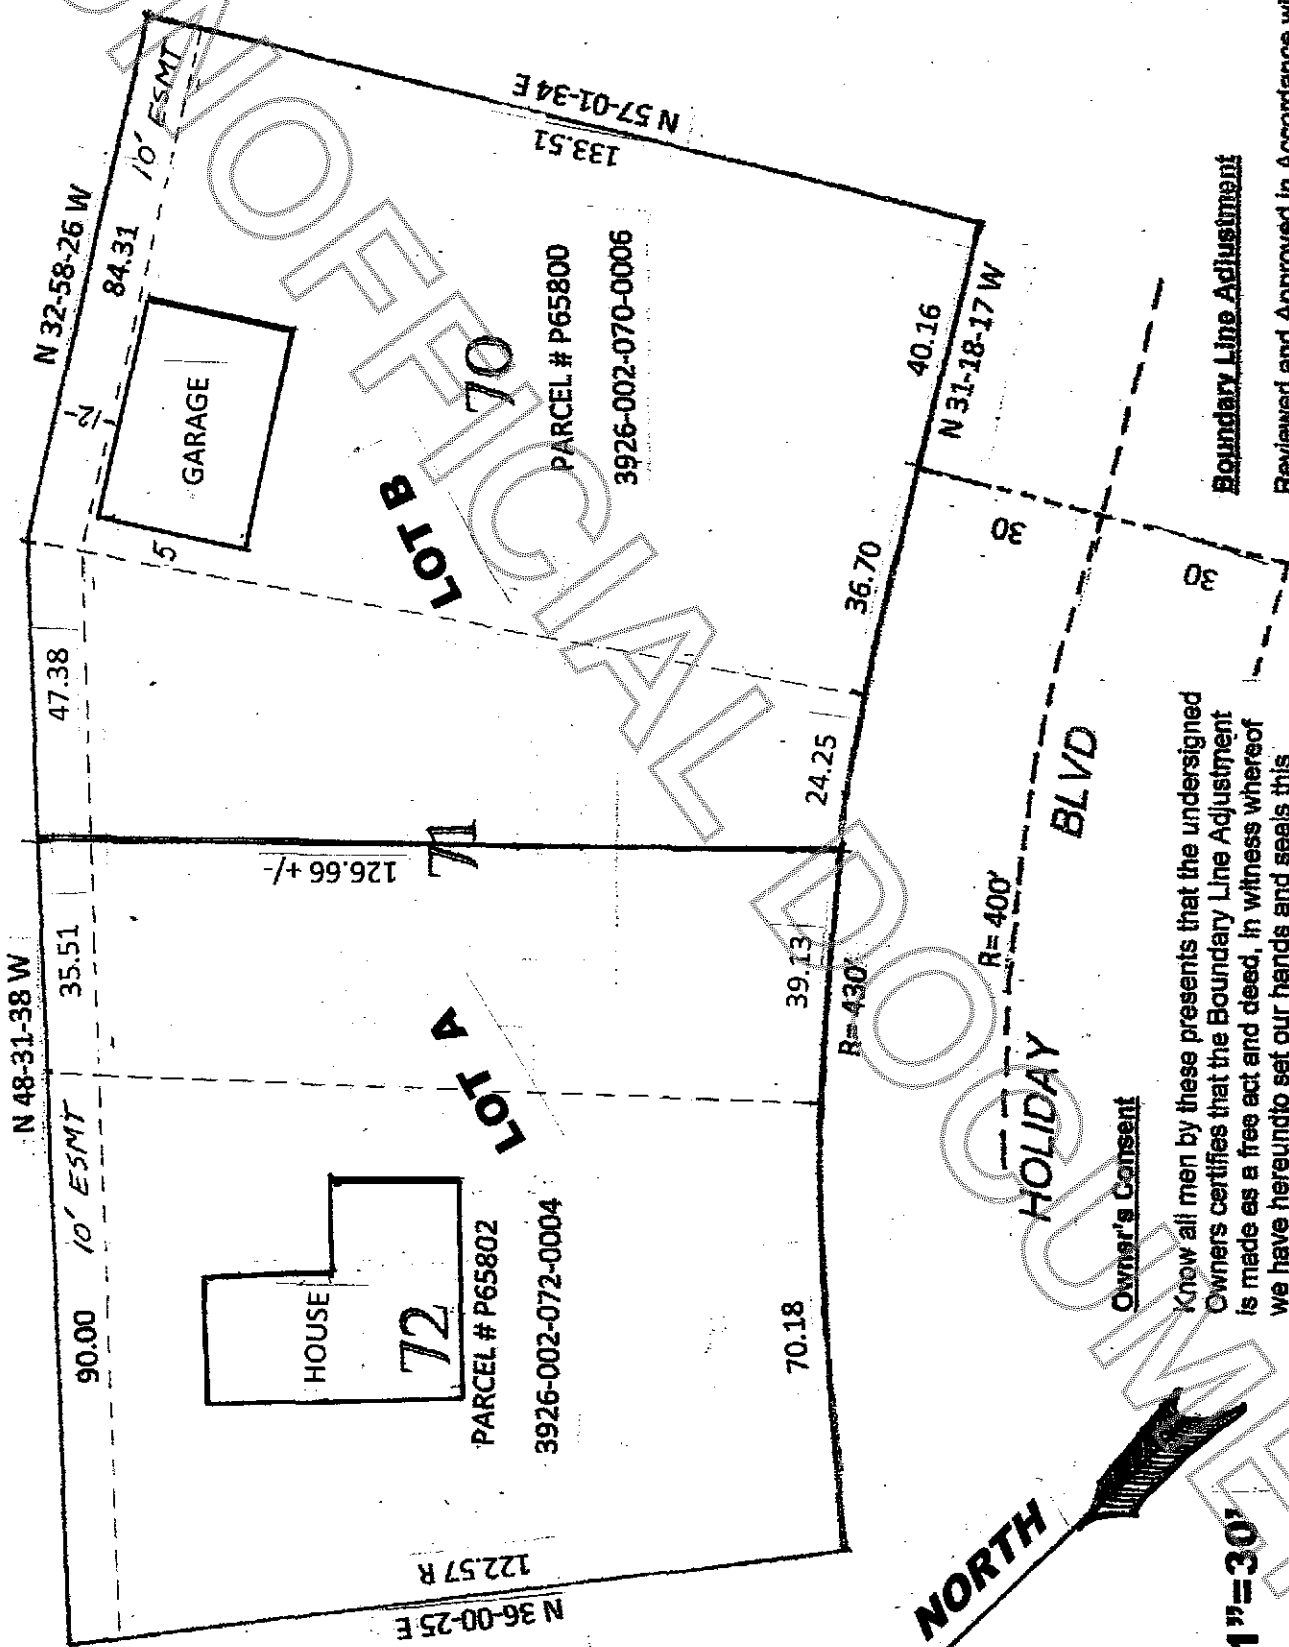 N 48-31-38 W
N 32-58-26 W
90.00
10' ESMT
35.51
47.38
84.31
10' ESMT
12-
5
GARAGE
HOUSE
72
PARCEL # P65802
3926-002-072-0004
LOT A
71
126.66 +/-
LOT B
70
PARCEL # P65800
3926-002-070-0006
N 57-01-34 E
133.51
N 36-00-25 E
122.57 R
70.18
39.13
R= 430'
24.25
36.70
40.16
N 31-18-17 W
30
30
R= 400'
HOLIDAY BLVD
NORTH
1"=30'
Owner's Consent
Know all men by these presents that the undersigned
Owners certifies that the Boundary Line Adjustment
is made as a free act and deed, in witness whereof
we have hereundto set our hands and seals this
Boundary Line Adjustment
Reviewed and Approved in Accordance
UNOFFICIAL DOCUMENT